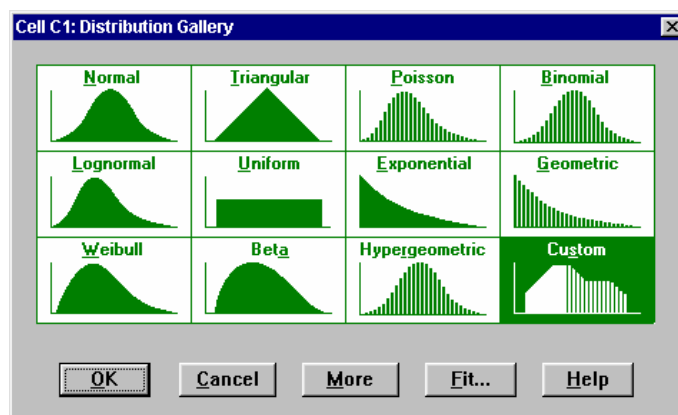 Cell C1: Distribution Gallery
Normal Triangular Poisson Binomial
Lognormal Uniform Exponential Geometric
Weibull Beta Hypergeometric Custom
OK Cancel More Fit... Help